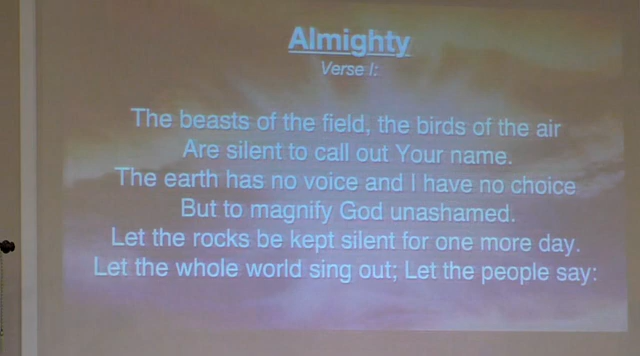 Almighty
Verse I:
The beasts of the field, the birds of the air
Are silent to call out Your name.
The earth has no voice and I have no choice
But to magnify God unashamed.
Let the rocks be kept silent for one more day.
Let the whole world sing out; Let the people say: